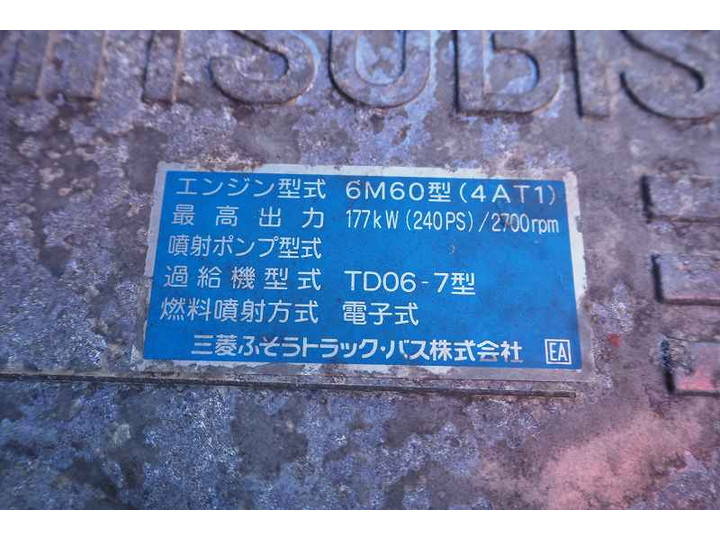 MITSUBIS
エンジン型式 6M60型(4AT1)
最高出力 177kW(240PS)/2700rpm
噴射ポンプ型式
過給機型式 TD06-7型
燃料噴射方式 電子式
三菱ふそうトラック・バス株式会社 EA